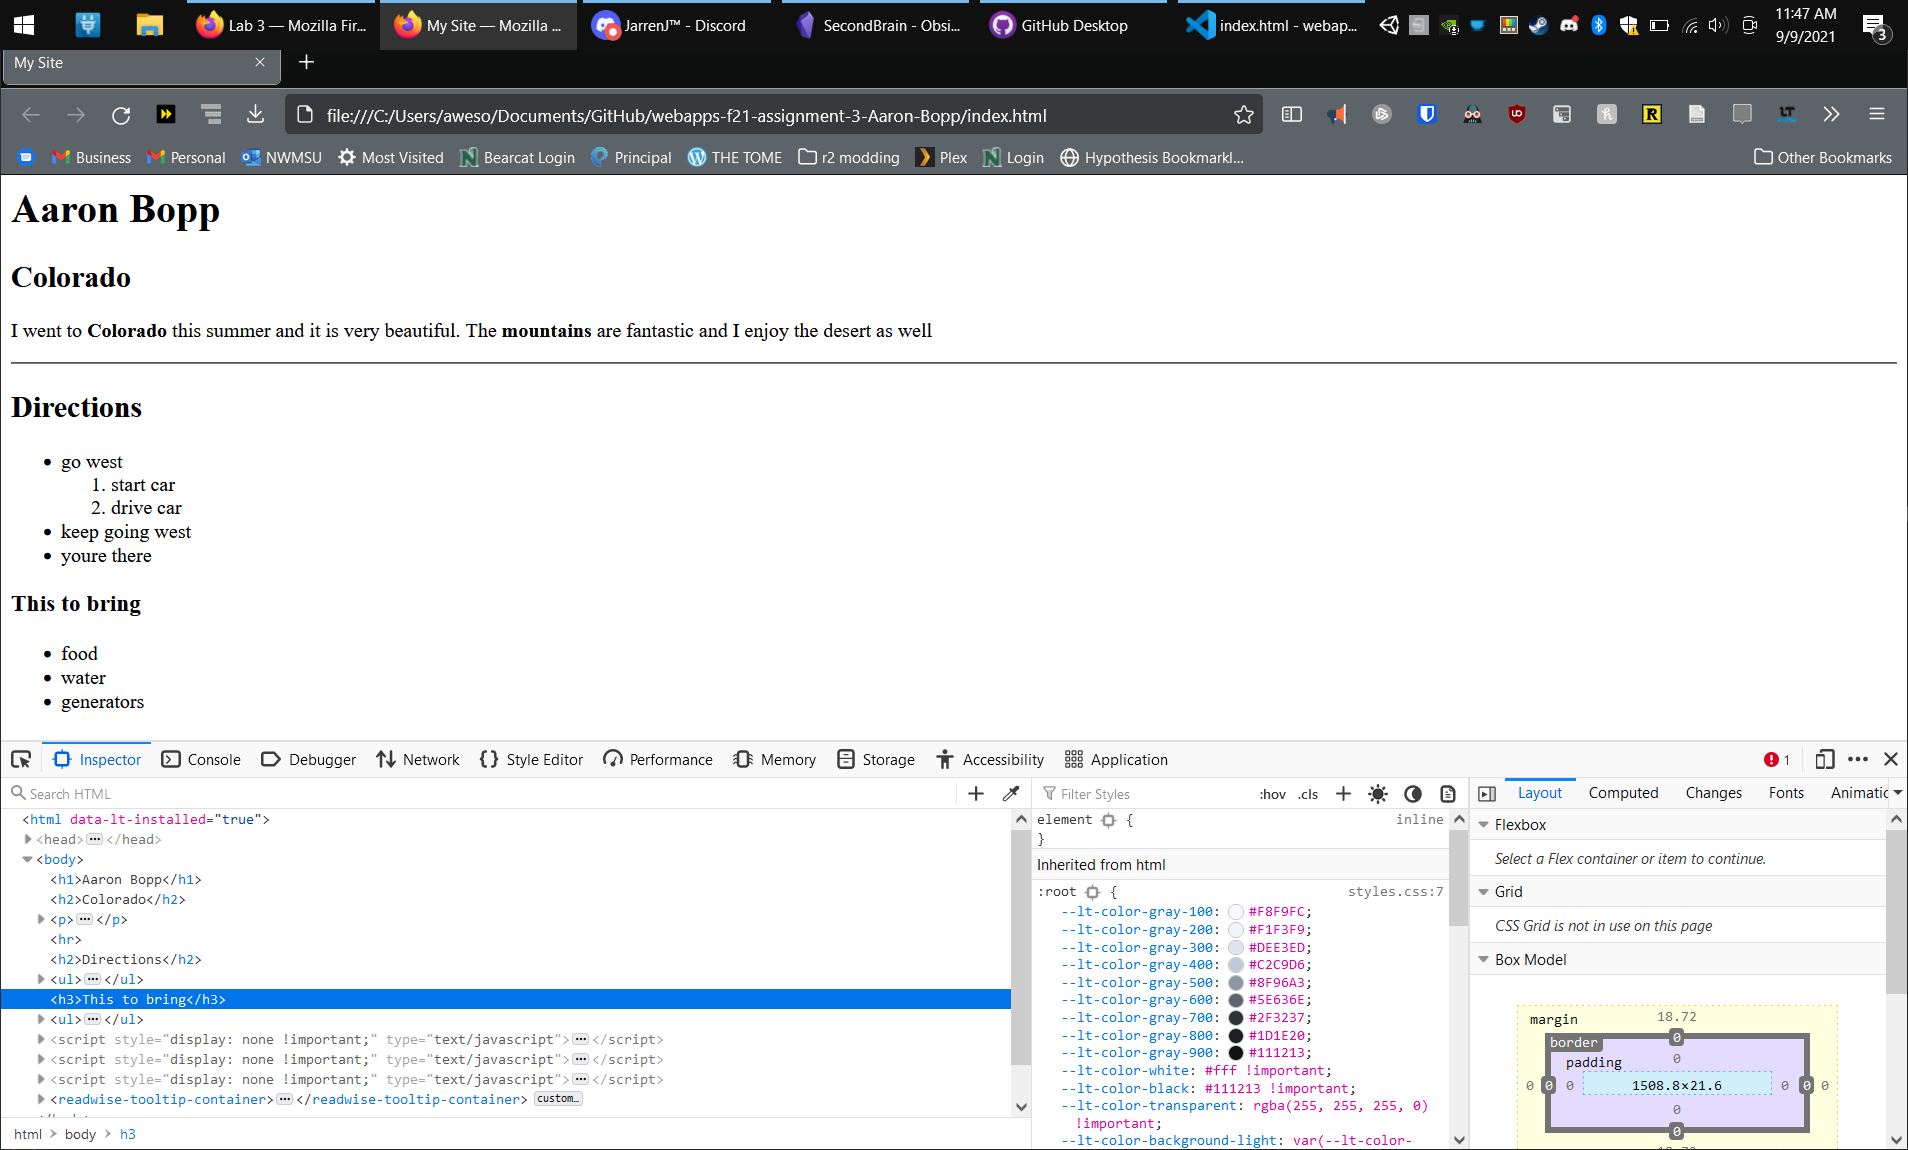 Lab 3 — Mozilla Fir...
My Site — Mozilla ...
JarrenJ™ - Discord
SecondBrain - Obsi...
GitHub Desktop
index.html - webap...
11:47 AM
9/9/2021
3
My Site
file:///C:/Users/aweso/Documents/GitHub/webapps-f21-assignment-3-Aaron-Bopp/index.html
Business Personal NWMSU Most Visited Bearcat Login Principal THE TOME r2 modding Plex Login Hypothesis Bookmarkl... Other Bookmarks
Aaron Bopp
Colorado
I went to Colorado this summer and it is very beautiful. The mountains are fantastic and I enjoy the desert as well
Directions
• go west
1. start car
2. drive car
• keep going west
• youre there
This to bring
• food
• water
• generators
Inspector Console Debugger Network Style Editor Performance Memory Storage Accessibility Application 1
Search HTML
<html data-lt-installed="true">
<head>···</head>
<body>
<h1>Aaron Bopp</h1>
<h2>Colorado</h2>
<p>···</p>
<hr>
<h2>Directions</h2>
<ul>···</ul>
<h3>This to bring</h3>
<ul>···</ul>
<script style="display: none !important;" type="text/javascript">···</script>
<script style="display: none !important;" type="text/javascript">···</script>
<script style="display: none !important;" type="text/javascript">···</script>
<readwise-tooltip-container>···</readwise-tooltip-container> custom…
html > body > h3
Filter Styles :hov .cls
element { inline
}
Inherited from html
:root { styles.css:7
--lt-color-gray-100: #F8F9FC;
--lt-color-gray-200: #F1F3F9;
--lt-color-gray-300: #DEE3ED;
--lt-color-gray-400: #C2C9D6;
--lt-color-gray-500: #8F96A3;
--lt-color-gray-600: #5E636E;
--lt-color-gray-700: #2F3237;
--lt-color-gray-800: #1D1E20;
--lt-color-gray-900: #111213;
--lt-color-white: #fff !important;
--lt-color-black: #111213 !important;
--lt-color-transparent: rgba(255, 255, 255, 0)
!important;
--lt-color-background-light: var(--lt-color-
Layout Computed Changes Fonts Animatic
Flexbox
Select a Flex container or item to continue.
Grid
CSS Grid is not in use on this page
Box Model
margin 18.72
border 0
padding 0
0 0 0 1508.8×21.6 0 0 0
0
0